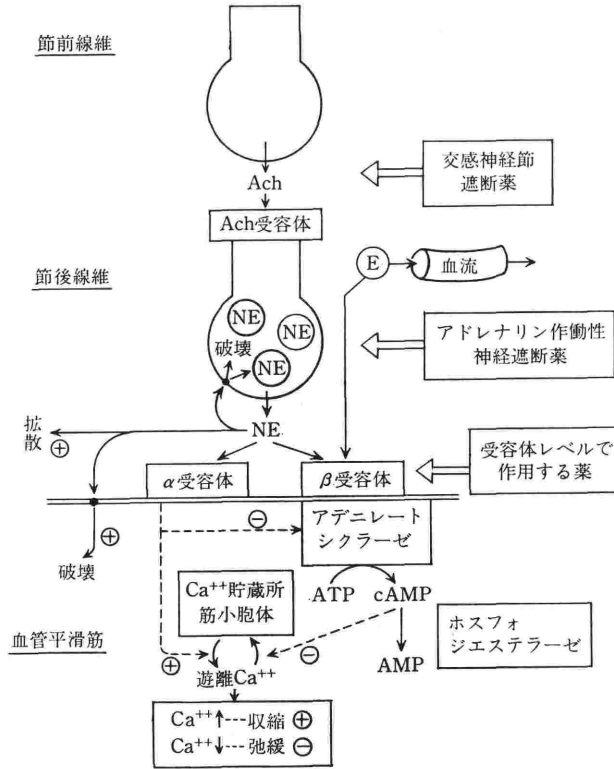 節前線維
Ach
交感神経節
遮断薬
Ach受容体
節後線維
E
血流
NE
NE
破壊
NE
アドレナリン作働性
神経遮断薬
拡散
⊕
NE
受容体レベルで
作用する薬
α受容体
β受容体
⊖
アデニレート
シクラーゼ
⊕
破壊
Ca⁺⁺貯蔵所
筋小胞体
ATP
cAMP
血管平滑筋
ホスフォ
ジエステラーゼ
⊕
⊖
遊離Ca⁺⁺
AMP
Ca⁺⁺↑---収縮⊕
Ca⁺⁺↓---弛緩⊖